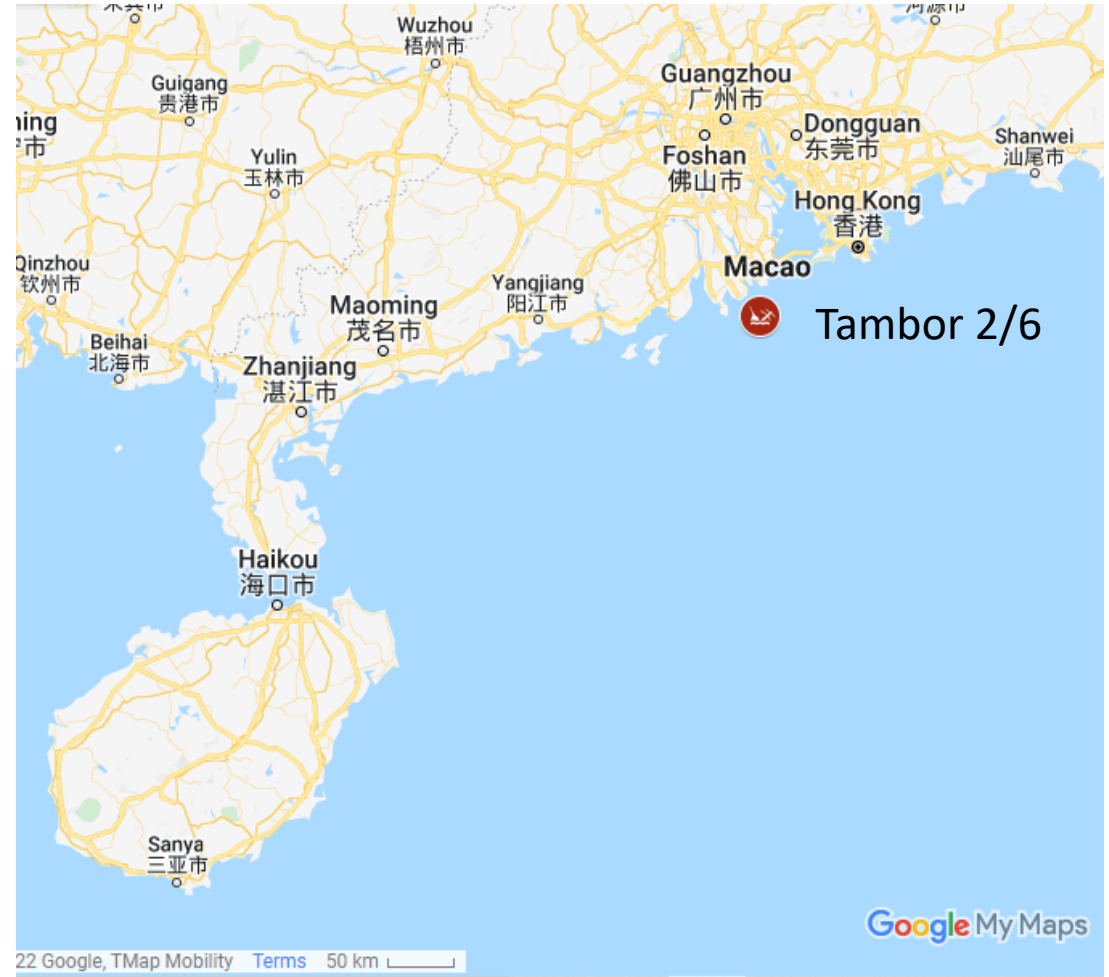 Wuzhou
梧州市
河源市
Guigang
贵港市
Guangzhou
广州市
Dongguan
东莞市
Shanwei
汕尾市
Yulin
玉林市
Foshan
佛山市
Hong Kong
香港
Qinzhou
钦州市
Macao
Yangjiang
阳江市
Maoming
茂名市
Tambor 2/6
Beihai
北海市
Zhanjiang
湛江市
Haikou
海口市
Sanya
三亚市
Google My Maps
22 Google, TMap Mobility Terms 50 km